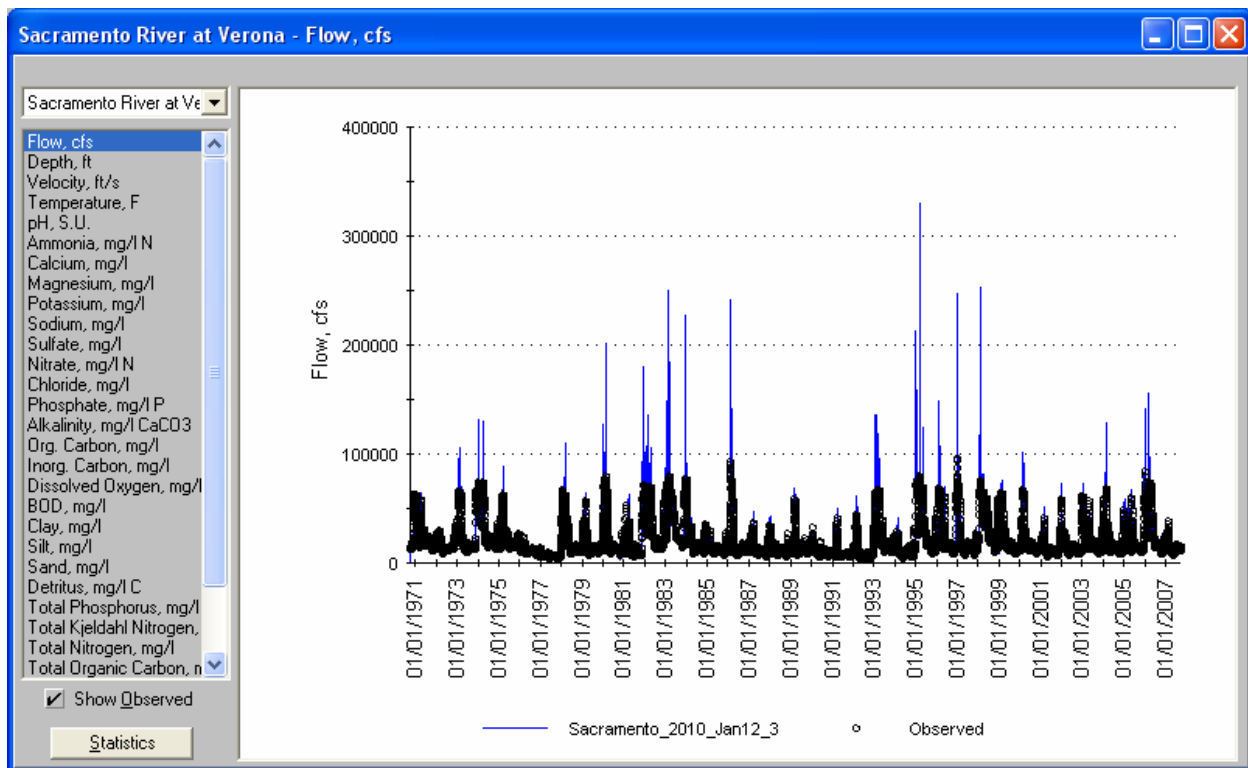 Sacramento River at Verona - Flow, cfs
Sacramento River at Ve
Flow, cfs
Depth, ft
Velocity, ft/s
Temperature, F
pH, S.U.
Ammonia, mg/l N
Calcium, mg/l
Magnesium, mg/l
Potassium, mg/l
Sodium, mg/l
Sulfate, mg/l
Nitrate, mg/l N
Chloride, mg/l
Phosphate, mg/l P
Alkalinity, mg/l CaCO3
Org. Carbon, mg/l
Inorg. Carbon, mg/l
Dissolved Oxygen, mg/l
BOD, mg/l
Clay, mg/l
Silt, mg/l
Sand, mg/l
Detritus, mg/l C
Total Phosphorus, mg/l
Total Kjeldahl Nitrogen,
Total Nitrogen, mg/l
Total Organic Carbon, n
Show Observed
Statistics
Flow, cfs
400000
300000
200000
100000
0
01/01/1971
01/01/1973
01/01/1975
01/01/1977
01/01/1979
01/01/1981
01/01/1983
01/01/1985
01/01/1987
01/01/1989
01/01/1991
01/01/1993
01/01/1995
01/01/1997
01/01/1999
01/01/2001
01/01/2003
01/01/2005
01/01/2007
Sacramento_2010_Jan12_3
Observed